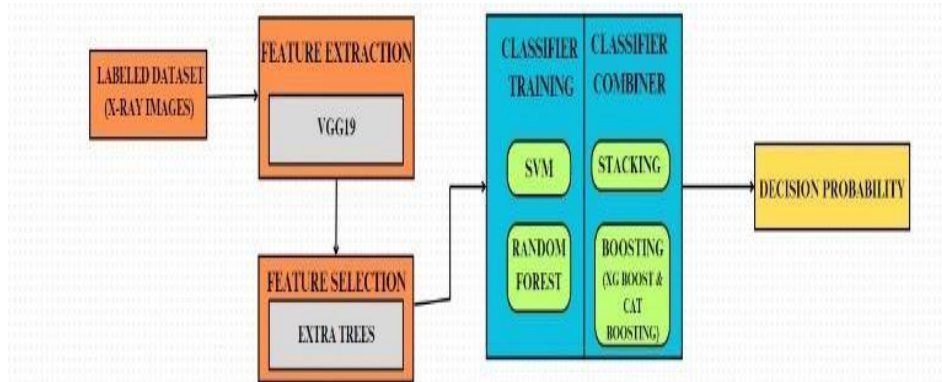 LABELED DATASET
(X-RAY IMAGES)
FEATURE EXTRACTION
VGG19
FEATURE SELECTION
EXTRA TREES
CLASSIFIER
TRAINING
SVM
RANDOM
FOREST
CLASSIFIER
COMBINER
STACKING
BOOSTING
(XG BOOST &
CAT
BOOSTING)
DECISION PROBABILITY